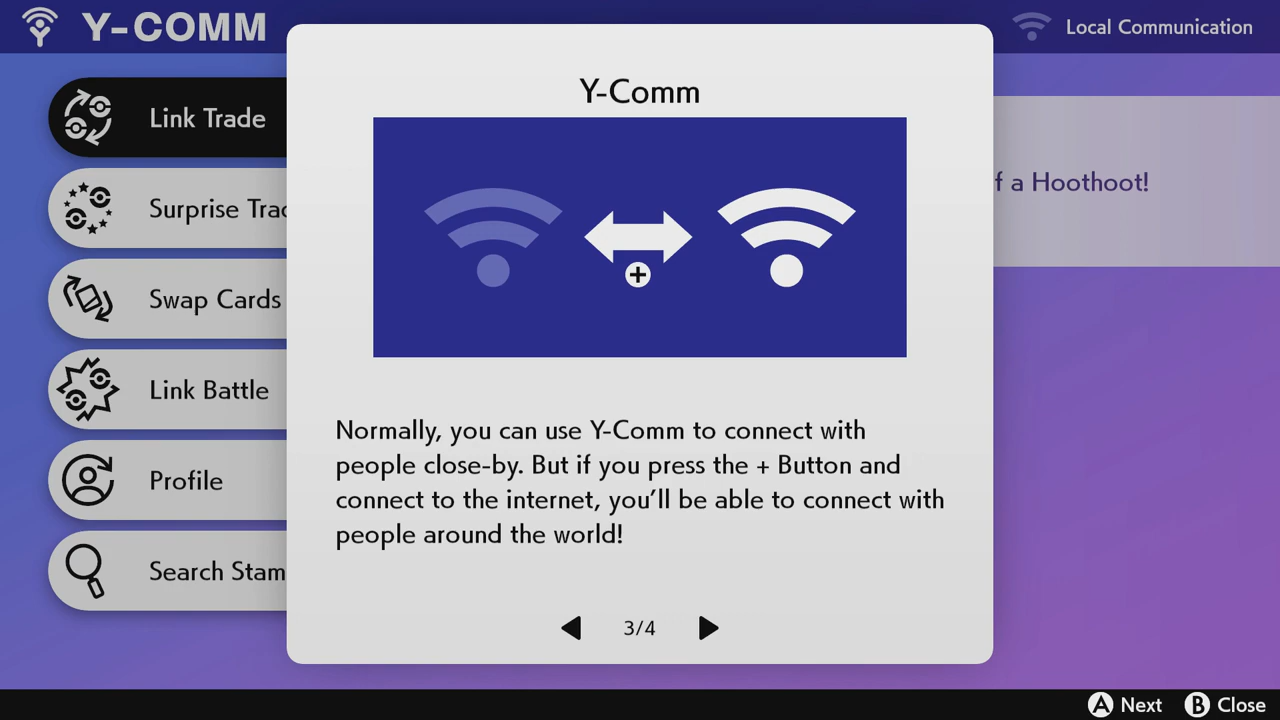 Y-COMM
Local Communication
Link Trade
Surprise
Swap Cards
Link Battle
Profile
Search
f a Hoothoot!
Y-Comm
Normally, you can use Y-Comm to connect with
people close-by. But if you press the + Button and
connect to the internet, you'll be able to connect with
people around the world!
3/4
A Next
B Close